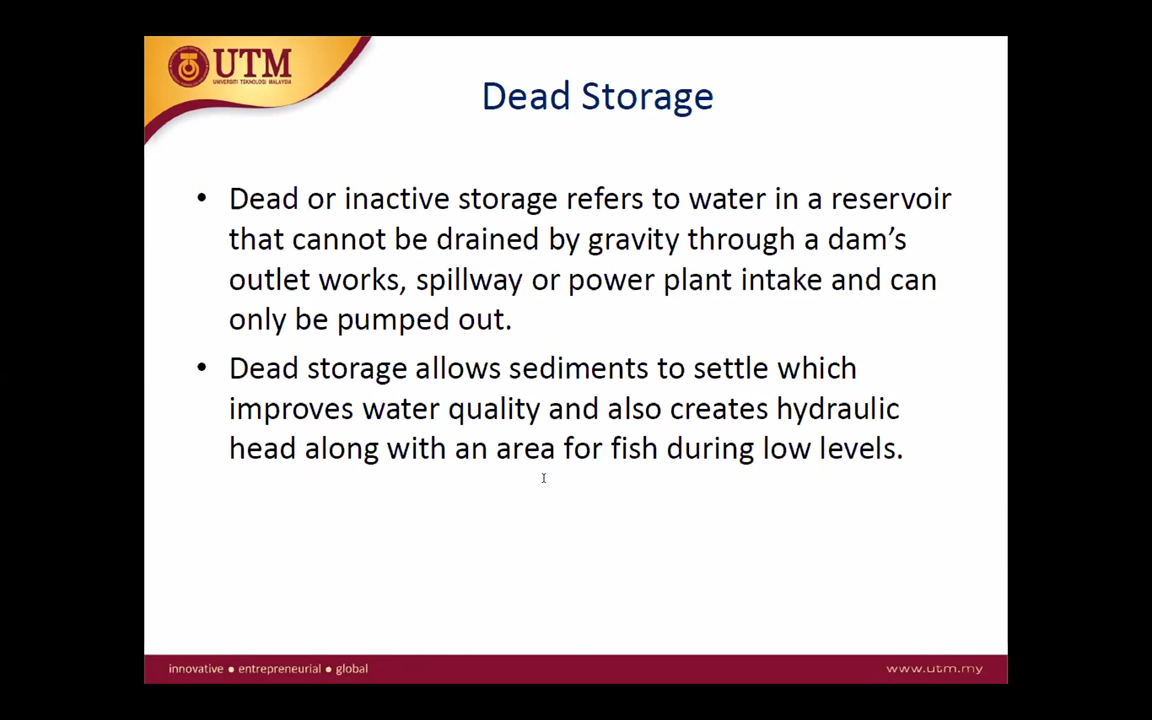 UTM
UNIVERSITI TEKNOLOGI MALAYSIA
Dead Storage
• Dead or inactive storage refers to water in a reservoir
that cannot be drained by gravity through a dam’s
outlet works, spillway or power plant intake and can
only be pumped out.
• Dead storage allows sediments to settle which
improves water quality and also creates hydraulic
head along with an area for fish during low levels.
innovative ● entrepreneurial ● global
www.utm.my